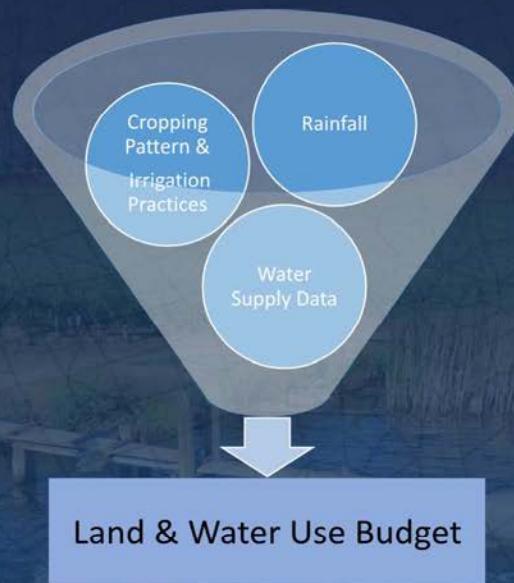 Cropping
Pattern &
Irrigation
Practices
Rainfall
Water
Supply Data
Land & Water Use Budget